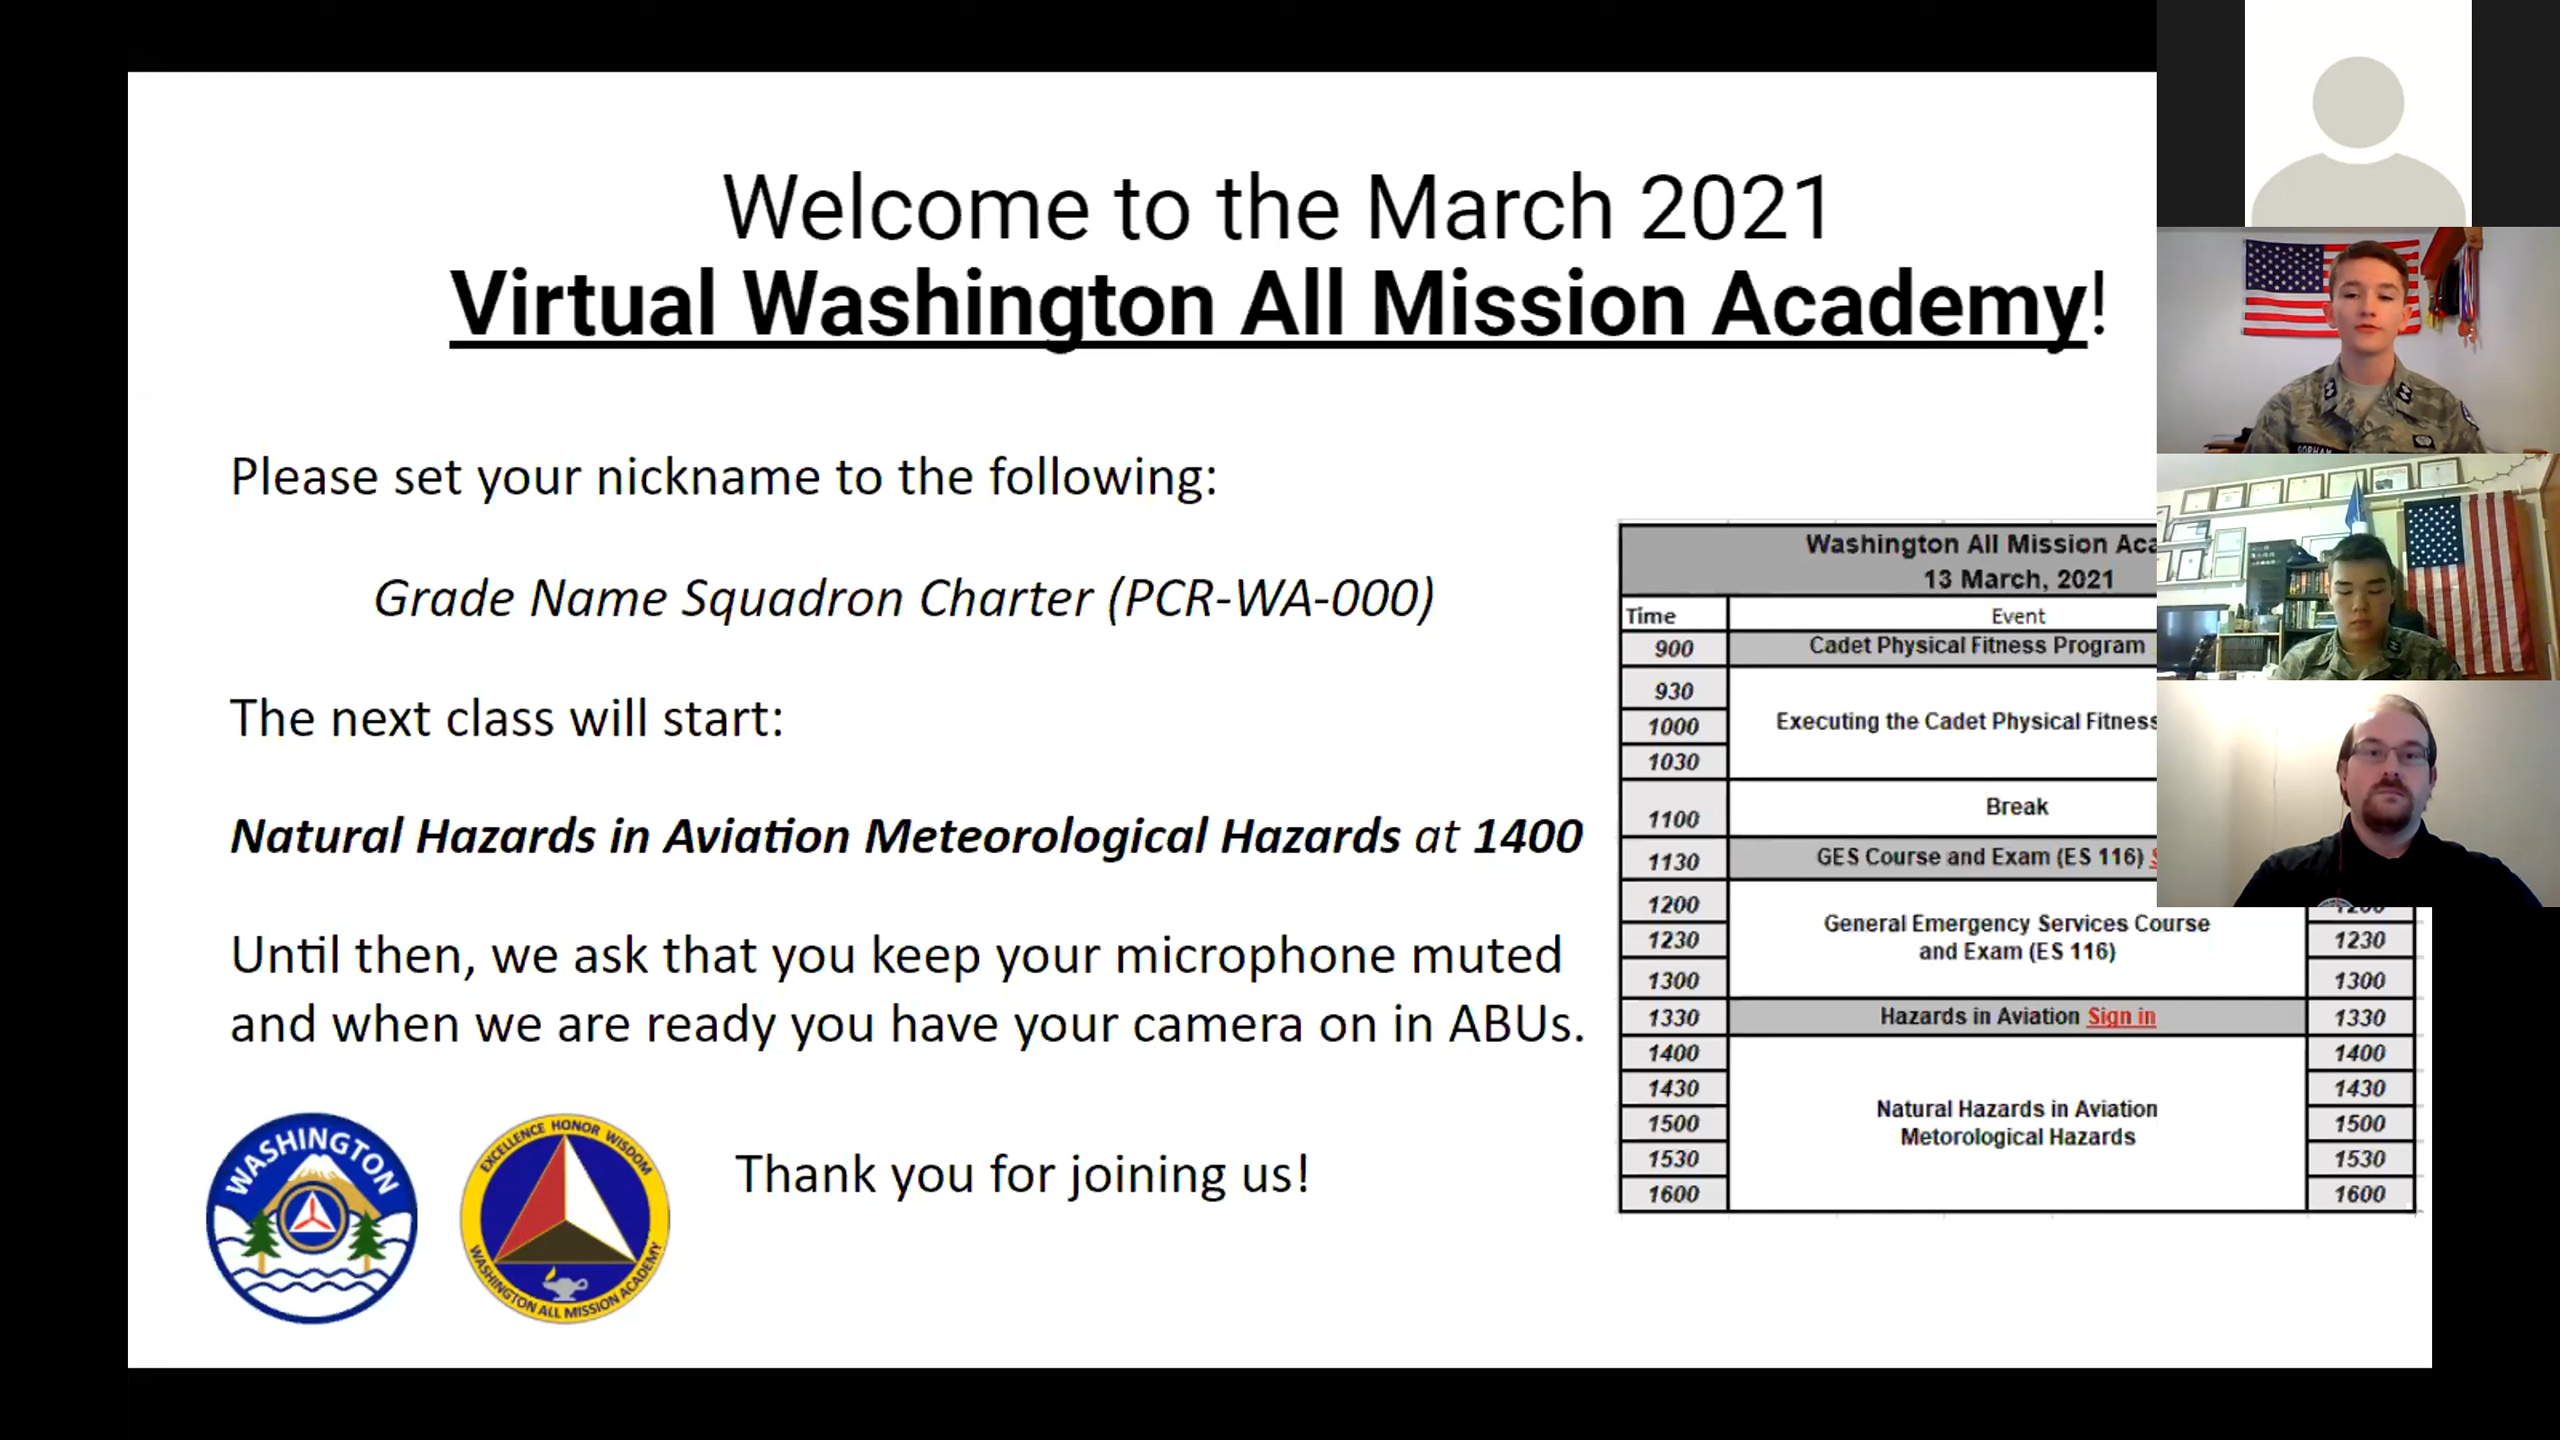 Welcome to the March 2021
Virtual Washington All Mission Academy!
Please set your nickname to the following:
Grade Name Squadron Charter (PCR-WA-000)
The next class will start:
Natural Hazards in Aviation Meteorological Hazards at 1400
Until then, we ask that you keep your microphone muted
and when we are ready you have your camera on in ABUs.
Thank you for joining us!
WASHINGTON
EXCELLENCE HONOR WISDOM
WASHINGTON ALL MISSION ACADEMY
Washington All Mission Aca
13 March, 2021
Time Event
900 Cadet Physical Fitness Program
930
1000 Executing the Cadet Physical Fitness
1030
1100 Break
1130 GES Course and Exam (ES 116)
1200 1200
General Emergency Services Course
1230 and Exam (ES 116) 1230
1300 1300
1330 Hazards in Aviation Sign in 1330
1400 1400
1430 1430
Natural Hazards in Aviation
1500 1500
Metorological Hazards
1530 1530
1600 1600